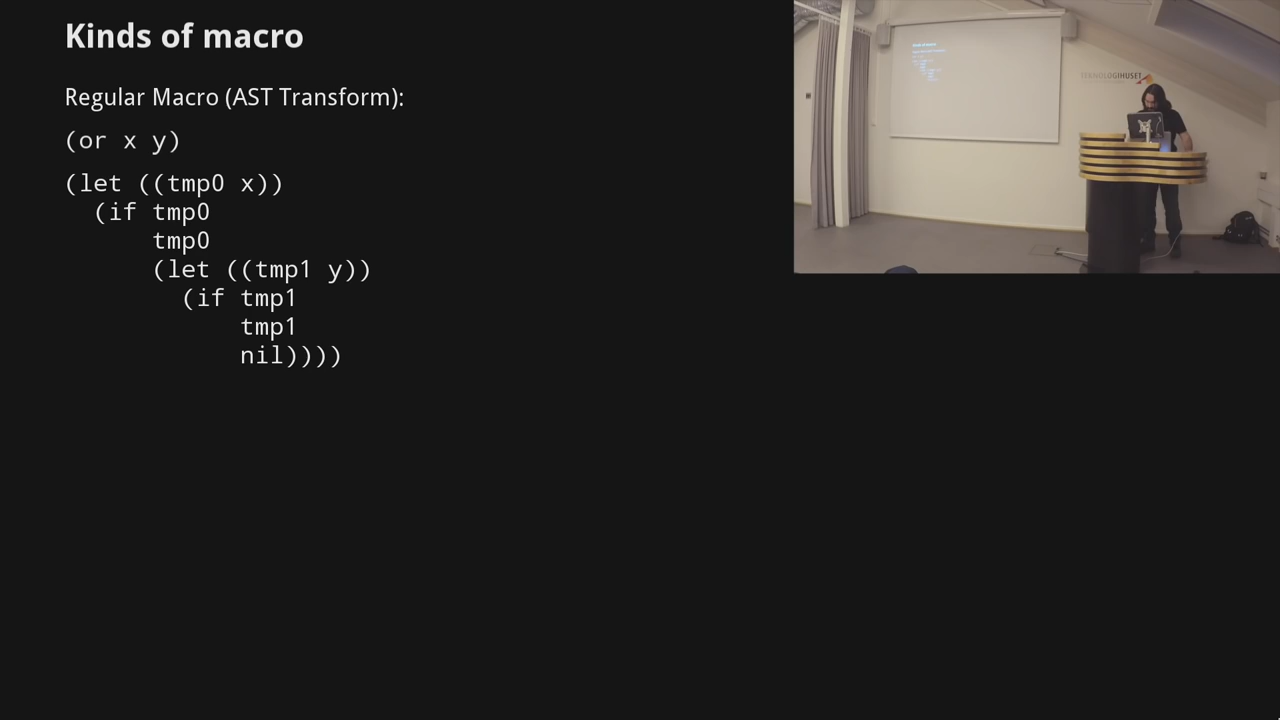 Kinds of macro
Regular Macro (AST Transform):
(or x y)
(let ((tmp0 x))
  (if tmp0
      tmp0
      (let ((tmp1 y))
        (if tmp1
            tmp1
            nil))))
TEKNOLOGIHUSET